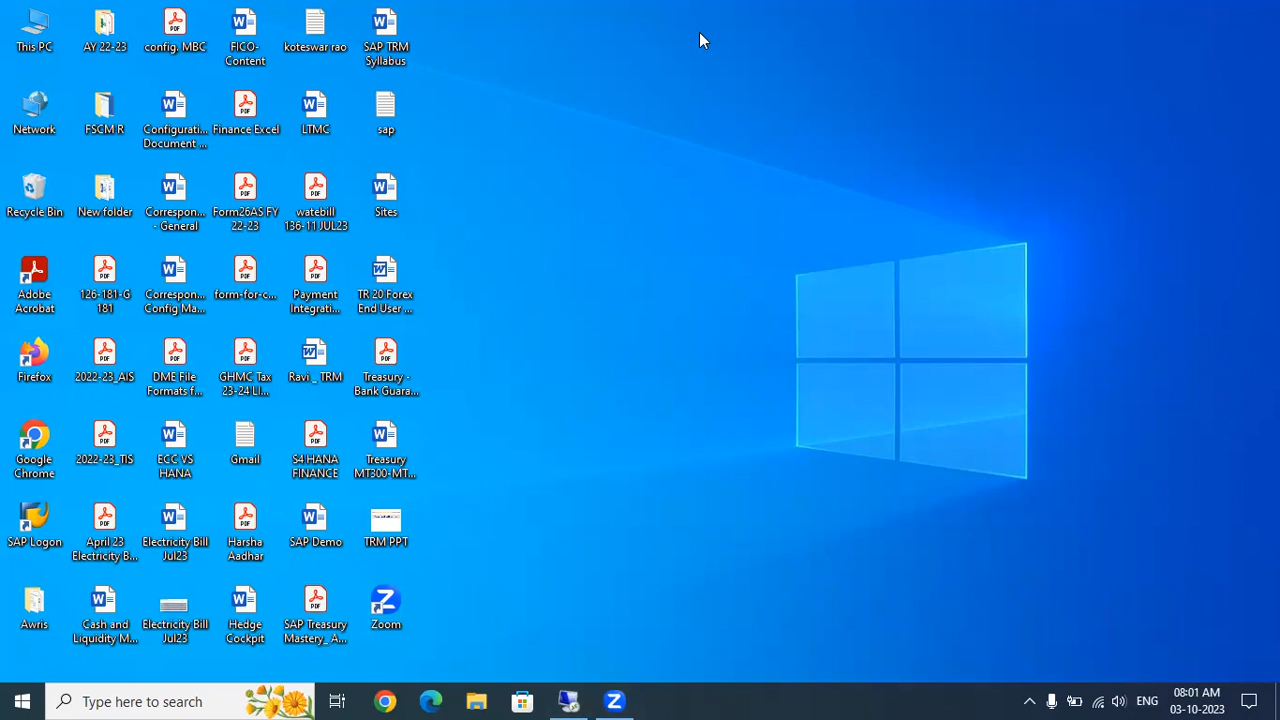 This PC
AY 22-23
config. MBC
FICO-
Content
koteswar rao
SAP TRM
Syllabus
Network
FSCM R
Configurati...
Document ...
Finance Excel
LTMC
sap
Recycle Bin
New folder
Correspon...
- General
Form26AS FY
22-23
watebill
136-11 JUL23
Sites
Adobe
Acrobat
126-181-G
181
Correspon...
Config Ma...
form-for-c...
Payment
Integrati...
TR 20 Forex
End User ...
Firefox
2022-23_AIS
DME File
Formats f...
GHMC Tax
23-24 LI...
Ravi _ TRM
Treasury -
Bank Guara...
Google
Chrome
2022-23_TIS
ECC VS
HANA
Gmail
S4 HANA
FINANCE
Treasury
MT300-MT...
SAP Logon
April 23
Electricity B...
Electricity Bill
Jul23
Harsha
Aadhar
SAP Demo
TRM PPT
Awris
Cash and
Liquidity M...
Electricity Bill
Jul23
Hedge
Cockpit
SAP Treasury
Mastery_ A...
Zoom
Type here to search
ENG
08:01 AM
03-10-2023